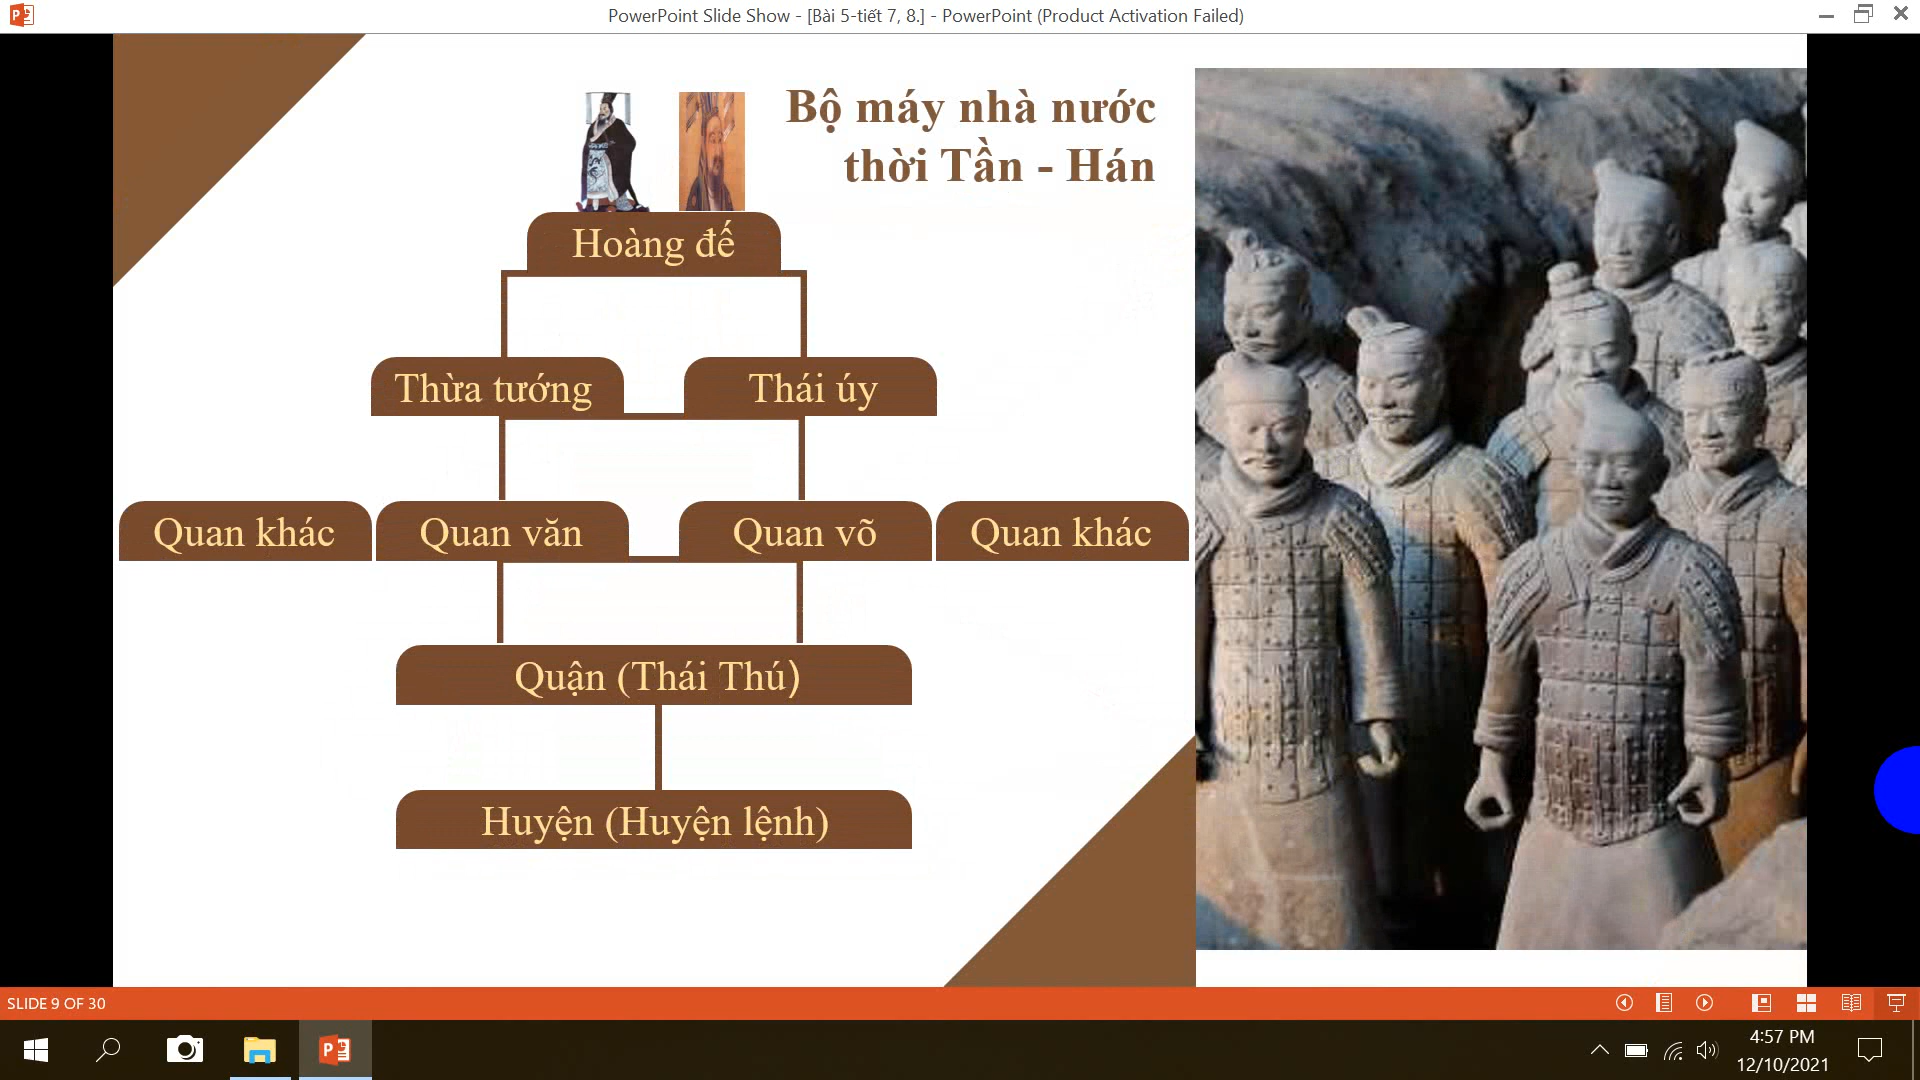 PowerPoint Slide Show - [Bài 5-tiết 7, 8.] - PowerPoint (Product Activation Failed)
Bộ máy nhà nước
thời Tần - Hán
Hoàng đế
Thừa tướng
Thái úy
Quan khác
Quan văn
Quan võ
Quan khác
Quận (Thái Thú)
Huyện (Huyện lệnh)
SLIDE 9 OF 30
4:57 PM
12/10/2021